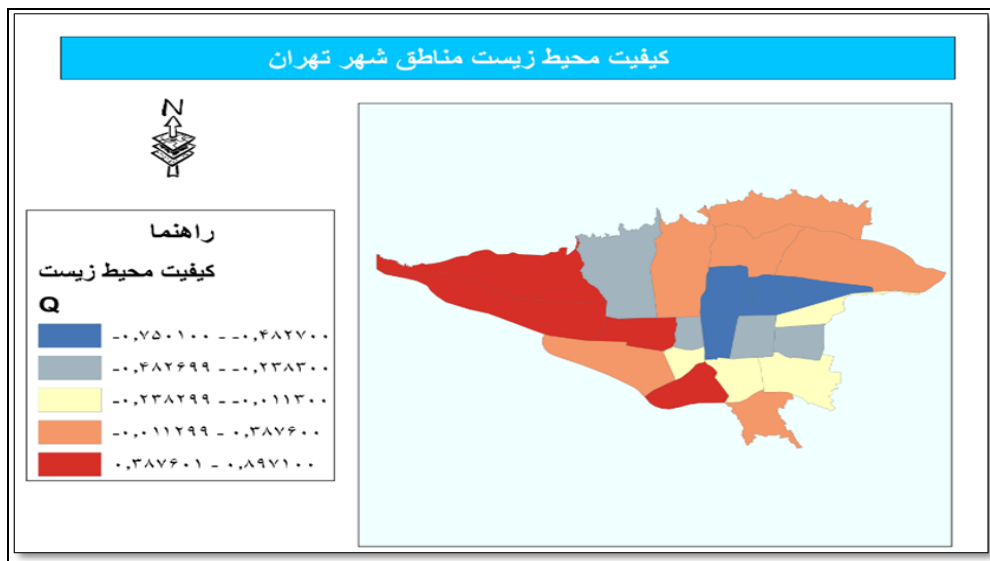 کیفیت محیط زیست مناطق شهر تهران
N
راهنما
کیفیت محیط زیست
Q
-۰,۷۵۰۱۰۰ - -۰,۴۸۲۷۰۰
-۰,۴۸۲۶۹۹ - -۰,۲۳۸۳۰۰
-۰,۲۳۸۲۹۹ - -۰,۰۱۱۳۰۰
-۰,۰۱۱۲۹۹ - ۰,۳۸۷۶۰۰
۰,۳۸۷۶۰۱ - ۰,۸۹۷۱۰۰